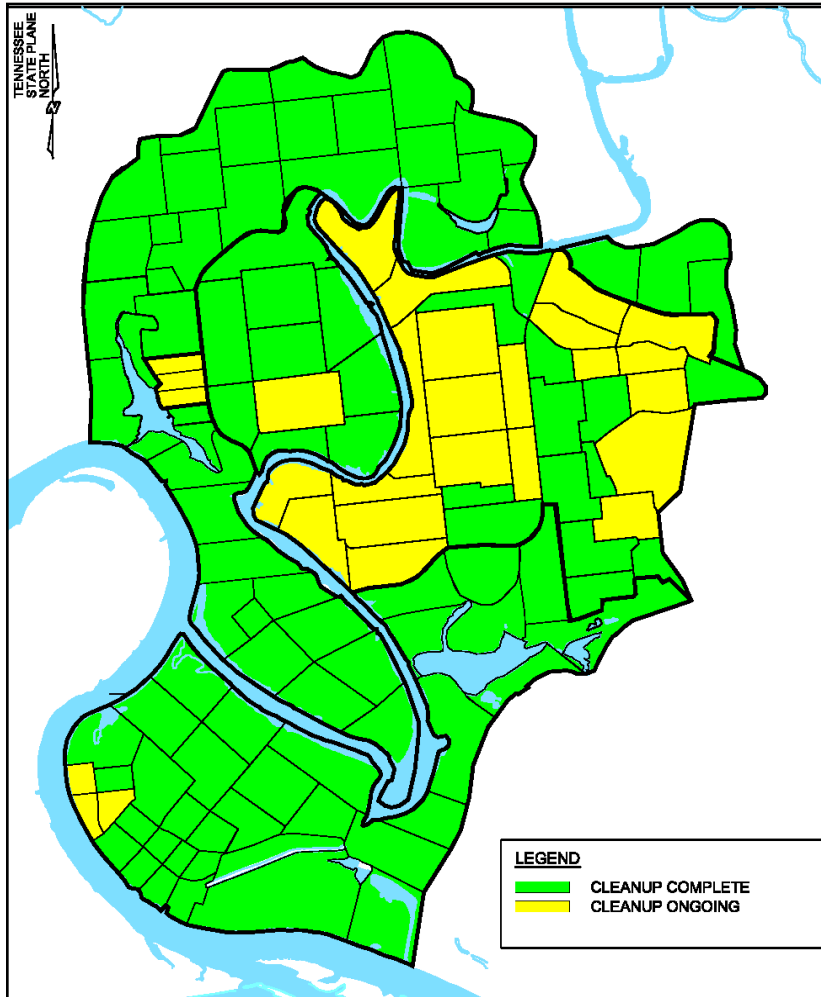 TENNESSEE
STATE PLANE
NORTH
N
LEGEND
CLEANUP COMPLETE
CLEANUP ONGOING